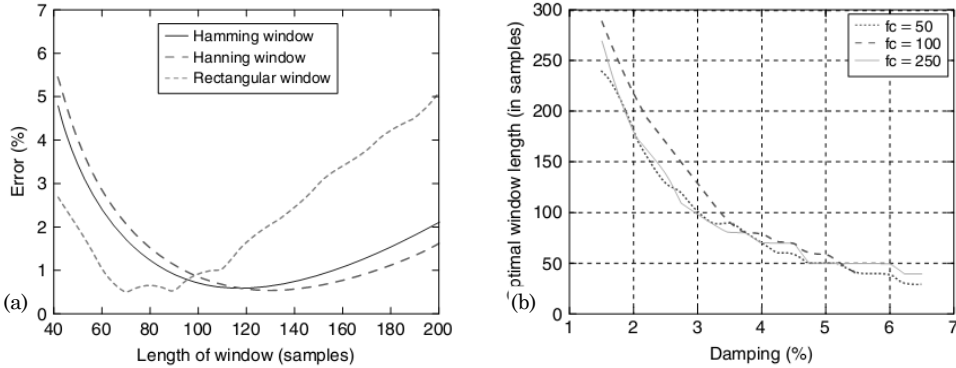 7
6
5
4
3
2
1
0
Error (%)
Hamming window
Hanning window
Rectangular window
40 60 80 100 120 140 160 180 200
Length of window (samples)
(a)
300
250
200
150
100
50
0
window length (in samples)
fc = 50
fc = 100
fc = 250
1 2 3 4 5 6 7
Damping (%)
(b)